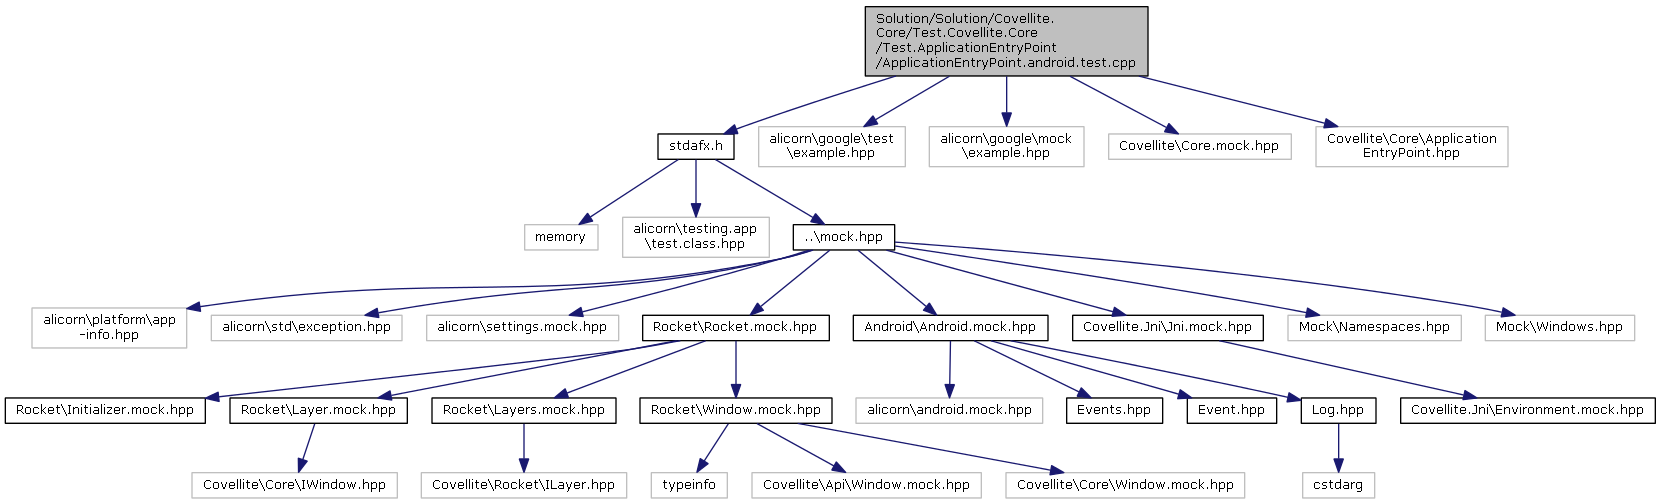 Solution/Solution/Covellite.
Core/Test.Covellite.Core
/Test.ApplicationEntryPoint
/ApplicationEntryPoint.android.test.cpp
stdafx.h
alicorn\google\test
\example.hpp
alicorn\google\mock
\example.hpp
Covellite\Core.mock.hpp
Covellite\Core\Application
EntryPoint.hpp
memory
alicorn\testing.app
\test.class.hpp
..\mock.hpp
alicorn\platform\app
-info.hpp
alicorn\std\exception.hpp
alicorn\settings.mock.hpp
Rocket\Rocket.mock.hpp
Android\Android.mock.hpp
Covellite.Jni\Jni.mock.hpp
Mock\Namespaces.hpp
Mock\Windows.hpp
Rocket\Initializer.mock.hpp
Rocket\Layer.mock.hpp
Rocket\Layers.mock.hpp
Rocket\Window.mock.hpp
alicorn\android.mock.hpp
Events.hpp
Event.hpp
Log.hpp
Covellite.Jni\Environment.mock.hpp
Covellite\Core\IWindow.hpp
Covellite\Rocket\ILayer.hpp
typeinfo
Covellite\Api\Window.mock.hpp
Covellite\Core\Window.mock.hpp
cstdarg